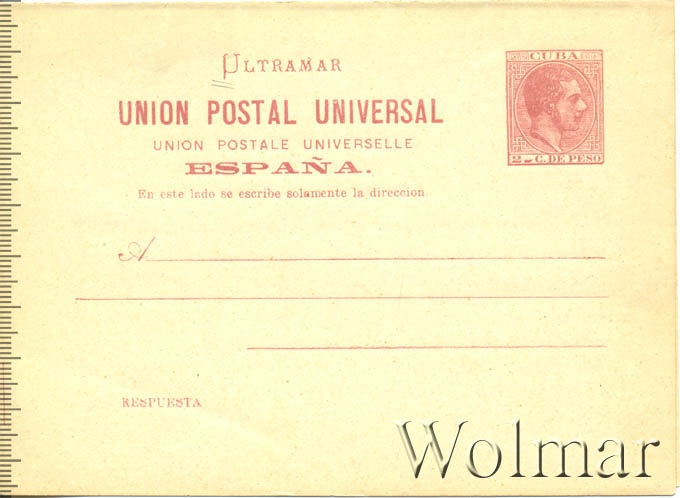 ULTRAMAR
CUBA
UNION POSTAL UNIVERSAL
UNION POSTALE UNIVERSELLE
ESPAÑA.
2 C. DE PESO
En este lado se escribe solamente la direccion.
A
RESPUESTA
Wolmar